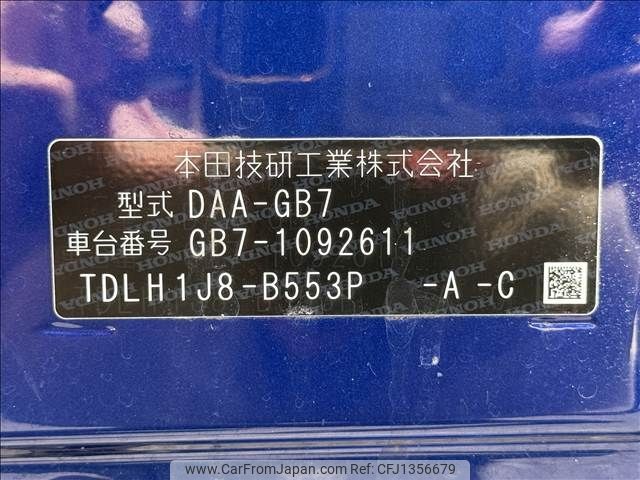 本田技研工業株式会社
型式 DAA-GB7
車台番号 GB7-1092611
TDLH1J8-B553P -A -C
www.CarFromJapan.com CFJ1356679